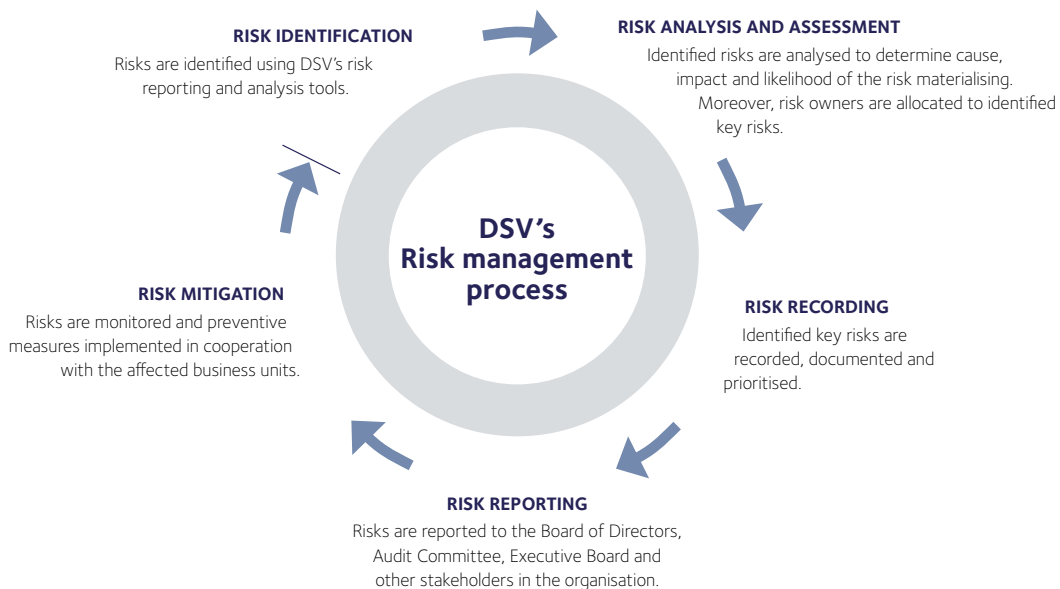 RISK IDENTIFICATION
Risks are identified using DSV's risk
reporting and analysis tools.
RISK ANALYSIS AND ASSESSMENT
Identified risks are analysed to determine cause,
impact and likelihood of the risk materialising.
Moreover, risk owners are allocated to identified
key risks.
DSV's
Risk management
process
RISK RECORDING
Identified key risks are
recorded, documented and
prioritised.
RISK REPORTING
Risks are reported to the Board of Directors,
Audit Committee, Executive Board and
other stakeholders in the organisation.
RISK MITIGATION
Risks are monitored and preventive
measures implemented in cooperation
with the affected business units.